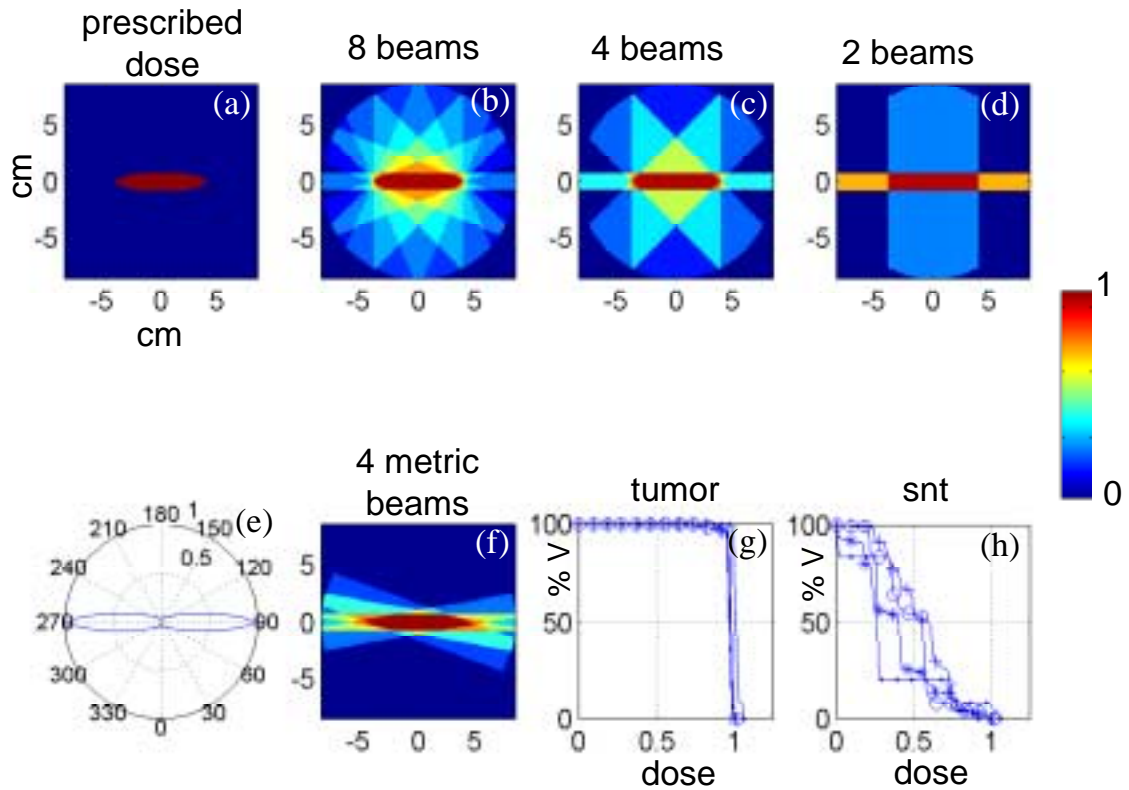 prescribed
dose
8 beams
4 beams
2 beams
(a)
(b)
(c)
(d)
5
0
-5
cm
5
0
-5
5
0
-5
5
0
-5
-5 0 5
-5 0 5
-5 0 5
-5 0 5
cm
1
0
4 metric
beams
tumor
snt
(e)
180
1
150
0.5
120
90
60
30
0
330
300
270
240
210
(f)
5
0
-5
-5 0 5
(g)
100
50
0
% V
0 0.5 1
dose
(h)
100
50
0
% V
0 0.5 1
dose